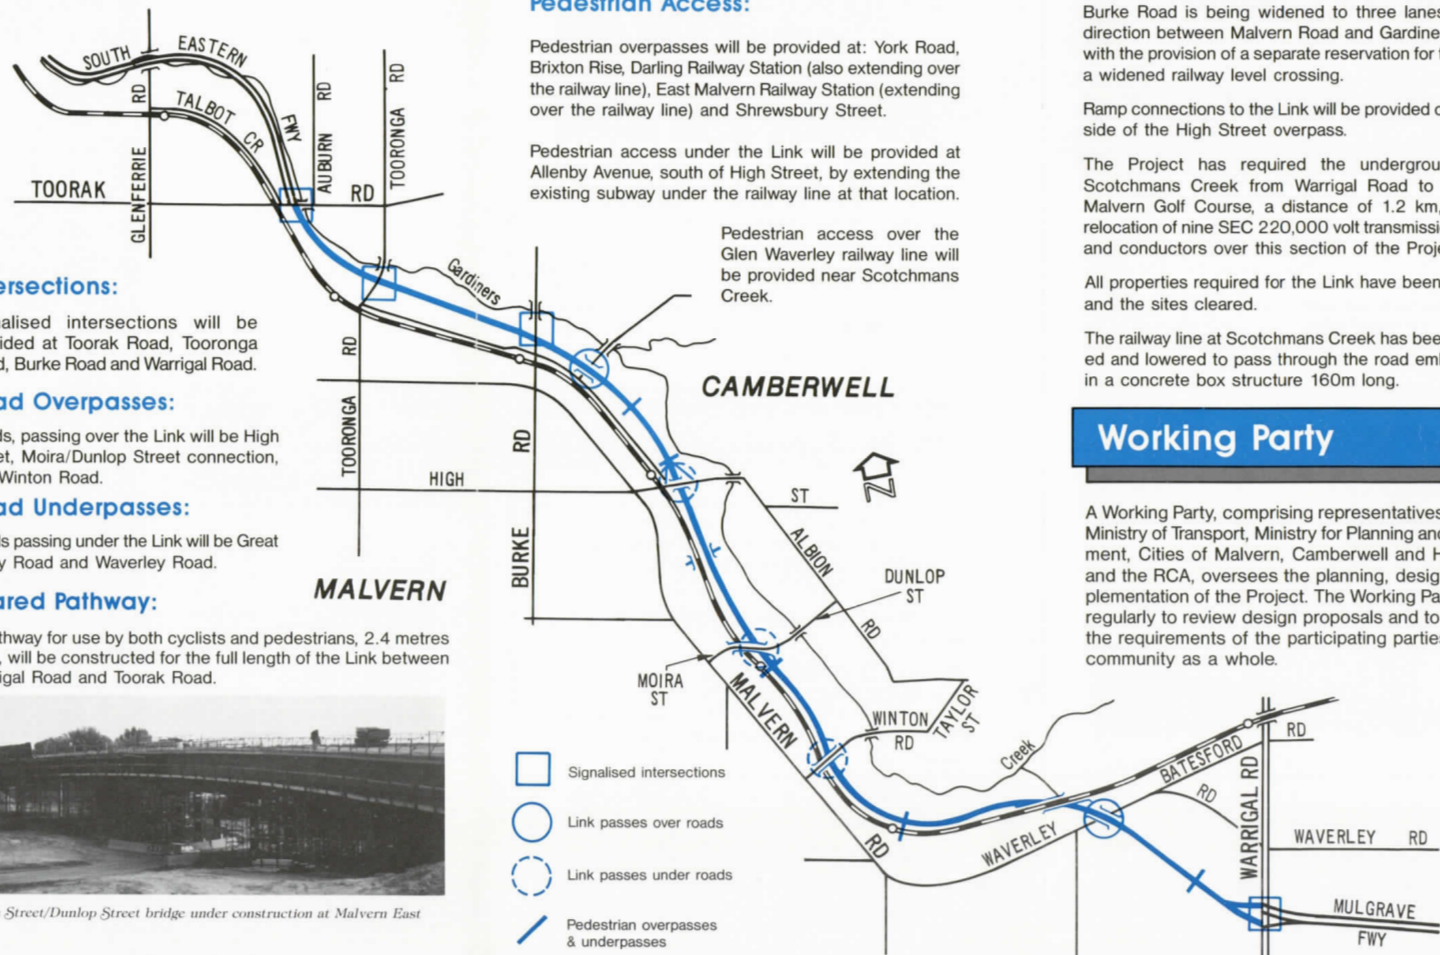 Pedestrian Access:
Pedestrian overpasses will be provided at: York Road,
Brixton Rise, Darling Railway Station (also extending over
the railway line), East Malvern Railway Station (extending
over the railway line) and Shrewsbury Street.
Pedestrian access under the Link will be provided at
Allenby Avenue, south of High Street, by extending the
existing subway under the railway line at that location.
Pedestrian access over the
Glen Waverley railway line will
be provided near Scotchmans
Creek.
Burke Road is being widened to three lanes
direction between Malvern Road and
with the provision of a separate reservation for
a widened railway level crossing.
Ramp connections to the Link will be provided
side of the High Street overpass.
The Project has required the
Scotchmans Creek from Warrigal Road to
Malvern Golf Course, a distance of 1.2 km,
relocation of nine SEC 220,000 volt
and conductors over this section of the
All properties required for the Link have been
and the sites cleared.
The railway line at Scotchmans Creek has
ed and lowered to pass through the road
in a concrete box structure 160m long.
Working Party
A Working Party, comprising representatives
Ministry of Transport, Ministry for Planning and
ment, Cities of Malvern, Camberwell and
and the RCA, oversees the planning,
plementation of the Project. The Working
regularly to review design proposals and to
the requirements of the participating
community as a whole.
ersections:
nalised intersections will be
ided at Toorak Road, Tooronga
d, Burke Road and Warrigal Road.
ad Overpasses:
ds, passing over the Link will be High
et, Moira/Dunlop Street connection,
Winton Road.
ad Underpasses:
ds passing under the Link will be Great
y Road and Waverley Road.
ared Pathway:
thway for use by both cyclists and pedestrians, 2.4 metres
, will be constructed for the full length of the Link between
igal Road and Toorak Road.
Street/Dunlop Street bridge under construction at Malvern East
SOUTH EASTERN FWY
TALBOT CR
GLENFERRIE RD
AUBURN RD
TOORONGA RD
TOORAK RD
Gardiners
CAMBERWELL
TOORONGA RD
BURKE RD
HIGH ST
ALBION RD
N
MALVERN
DUNLOP
ST
MOIRA
ST
MALVERN RD
WINTON
RD
TAYLOR
ST
Creek
WAVERLEY
BATESFORD
RD
RD
WARRIGAL RD
WAVERLEY RD
MULGRAVE
FWY
Signalised intersections
Link passes over roads
Link passes under roads
Pedestrian overpasses
& underpasses